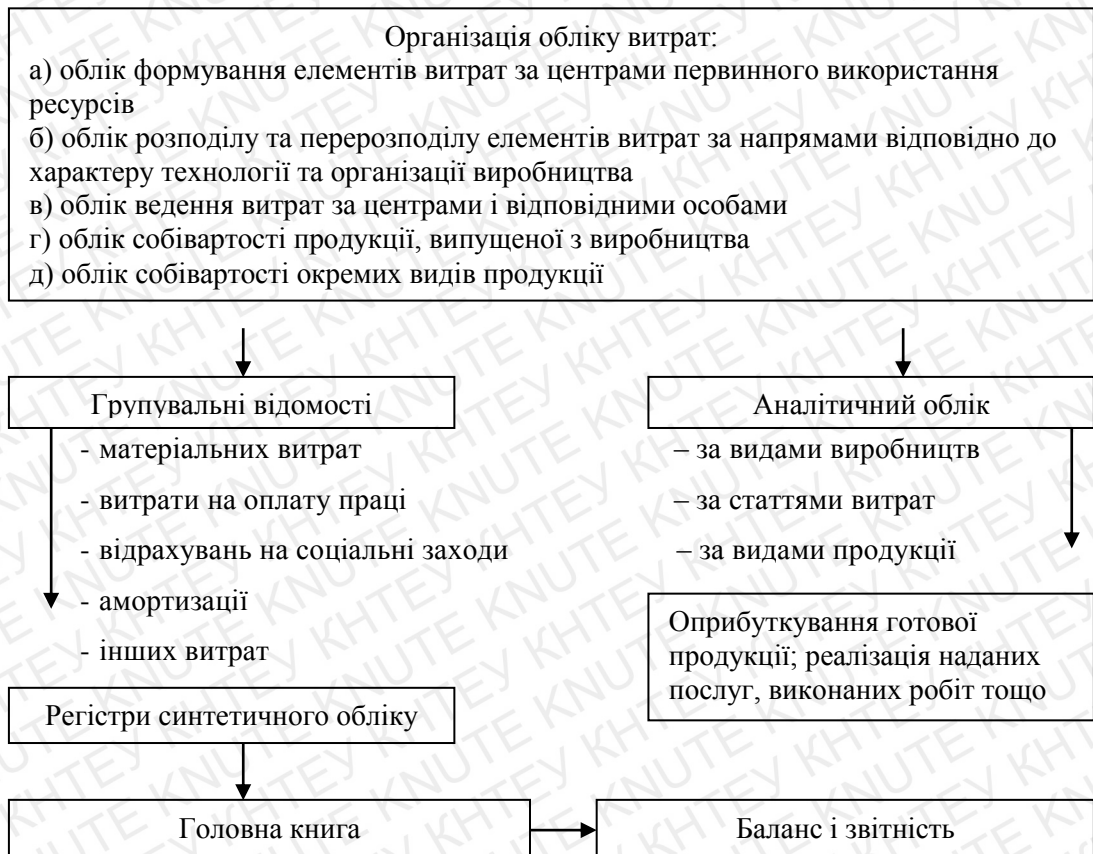 Організація обліку витрат:
а) облік формування елементів витрат за центрами первинного використання
ресурсів
б) облік розподілу та перерозподілу елементів витрат за напрямами відповідно до
характеру технології та організації виробництва
в) облік ведення витрат за центрами і відповідними особами
г) облік собівартості продукції, випущеної з виробництва
д) облік собівартості окремих видів продукції
Групувальні відомості
- матеріальних витрат
- витрати на оплату праці
- відрахувань на соціальні заходи
- амортизації
- інших витрат
Аналітичний облік
– за видами виробництв
– за статтями витрат
– за видами продукції
Оприбуткування готової
продукції; реалізація наданих
послуг, виконаних робіт тощо
Регістри синтетичного обліку
Головна книга
Баланс і звітність